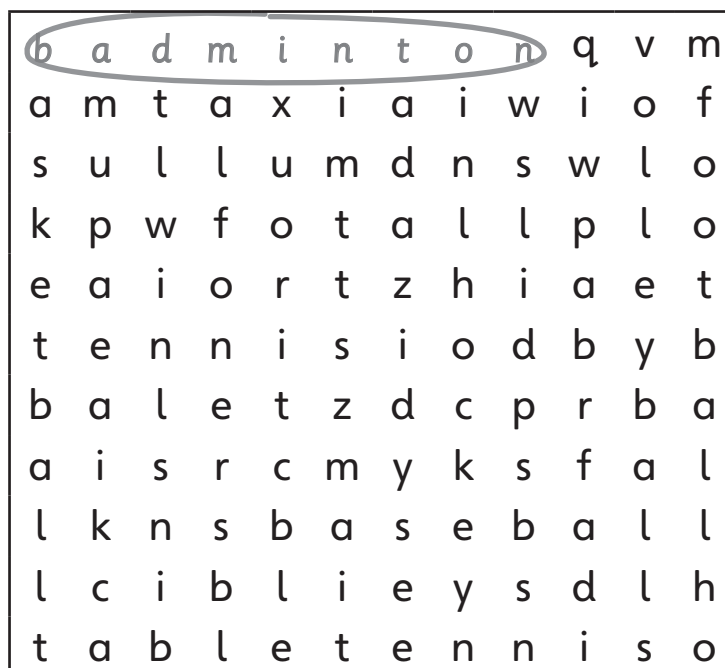 b a d m i n t o n q v m
a m t a x i a i w i o f
s u l l u m d n s w l o
k p w f o t a l l p l o
e a i o r t z h i a e t
t e n n i s i o d b y b
b a l e t z d c p r b a
a i s r c m y k s f a l
l k n s b a s e b a l l
l c i b l i e y s d l h
t a b l e t e n n i s o